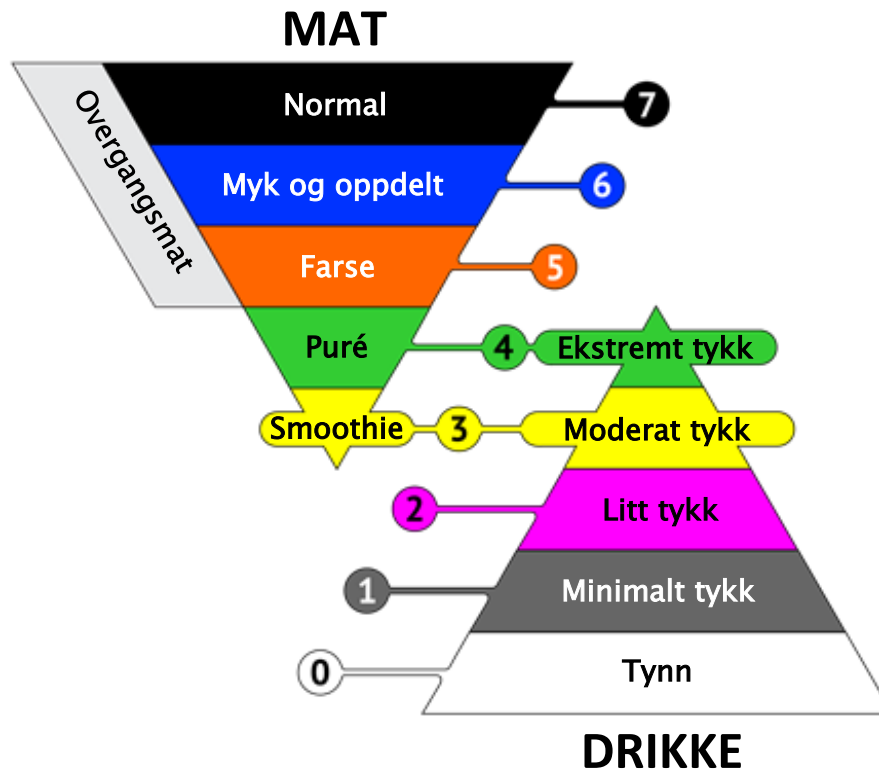 MAT
Overgangsmat
Normal
7
Myk og oppdelt
6
Farse
5
Puré
4
Ekstremt tykk
Smoothie
3
Moderat tykk
2
Litt tykk
1
Minimalt tykk
0
Tynn
DRIKKE